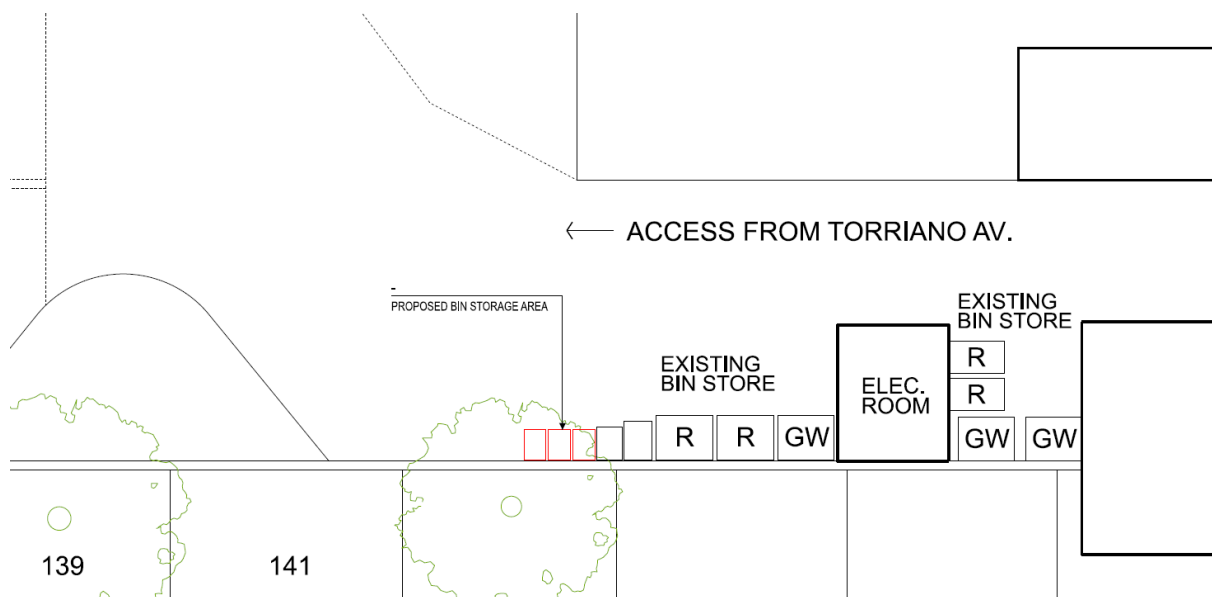 ACCESS FROM TORRIANO AV.
-
PROPOSED BIN STORAGE AREA
EXISTING
BIN STORE
EXISTING
BIN STORE
R
R
ELEC.
ROOM
R
R
GW
GW
GW
139
141